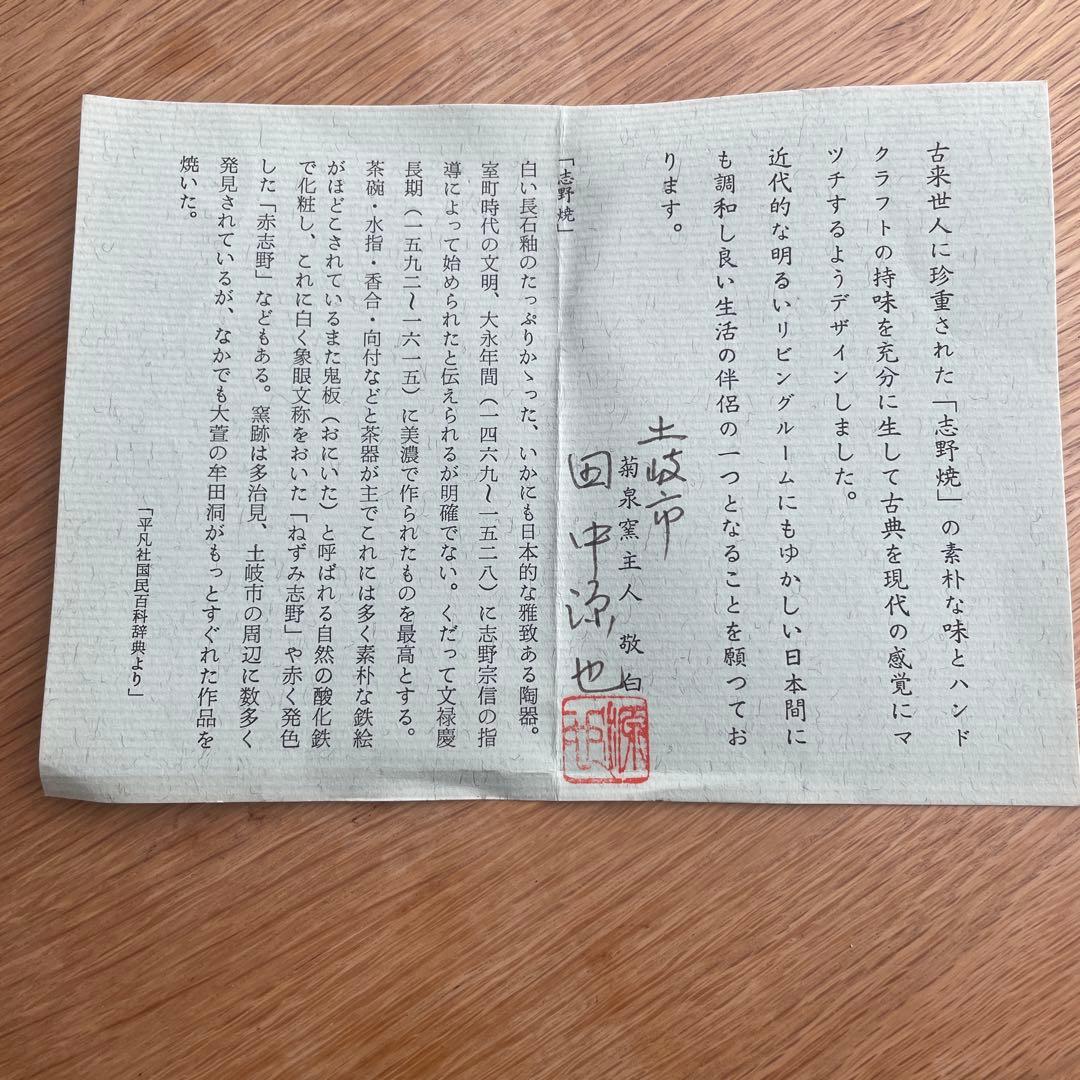 古来世人に珍重された「志野焼」の素朴な味とハンド
クラフトの持味を充分に生して古典を現代の感覚にマ
ツチするようデザインしました。
近代的な明るいリビングルームにもゆかしい日本間に
も調和し良い生活の伴侶の一つとなることを願つてお
ります。
土岐市
菊泉窯主人 敬白
田中源也
源也
「志野焼」
白い長石釉のたっぷりかゝった、いかにも日本的な雅致ある陶器。
室町時代の文明、大永年間（一四六九〜一五二八）に志野宗信の指
導によって始められたと伝えられるが明確でない。くだって文禄慶
長期（一五九二〜一六一五）に美濃で作られたものを最高とする。
茶碗・水指・香合・向付などと茶器が主でこれには多く素朴な鉄絵
がほどこされているまた鬼板（おにいた）と呼ばれる自然の酸化鉄
で化粧し、これに白く象眼文称をおいた「ねずみ志野」や赤く発色
した「赤志野」などもある。窯跡は多治見、土岐市の周辺に数多く
発見されているが、なかでも大萱の牟田洞がもっとすぐれた作品を
焼いた。
「平凡社国民百科辞典より」